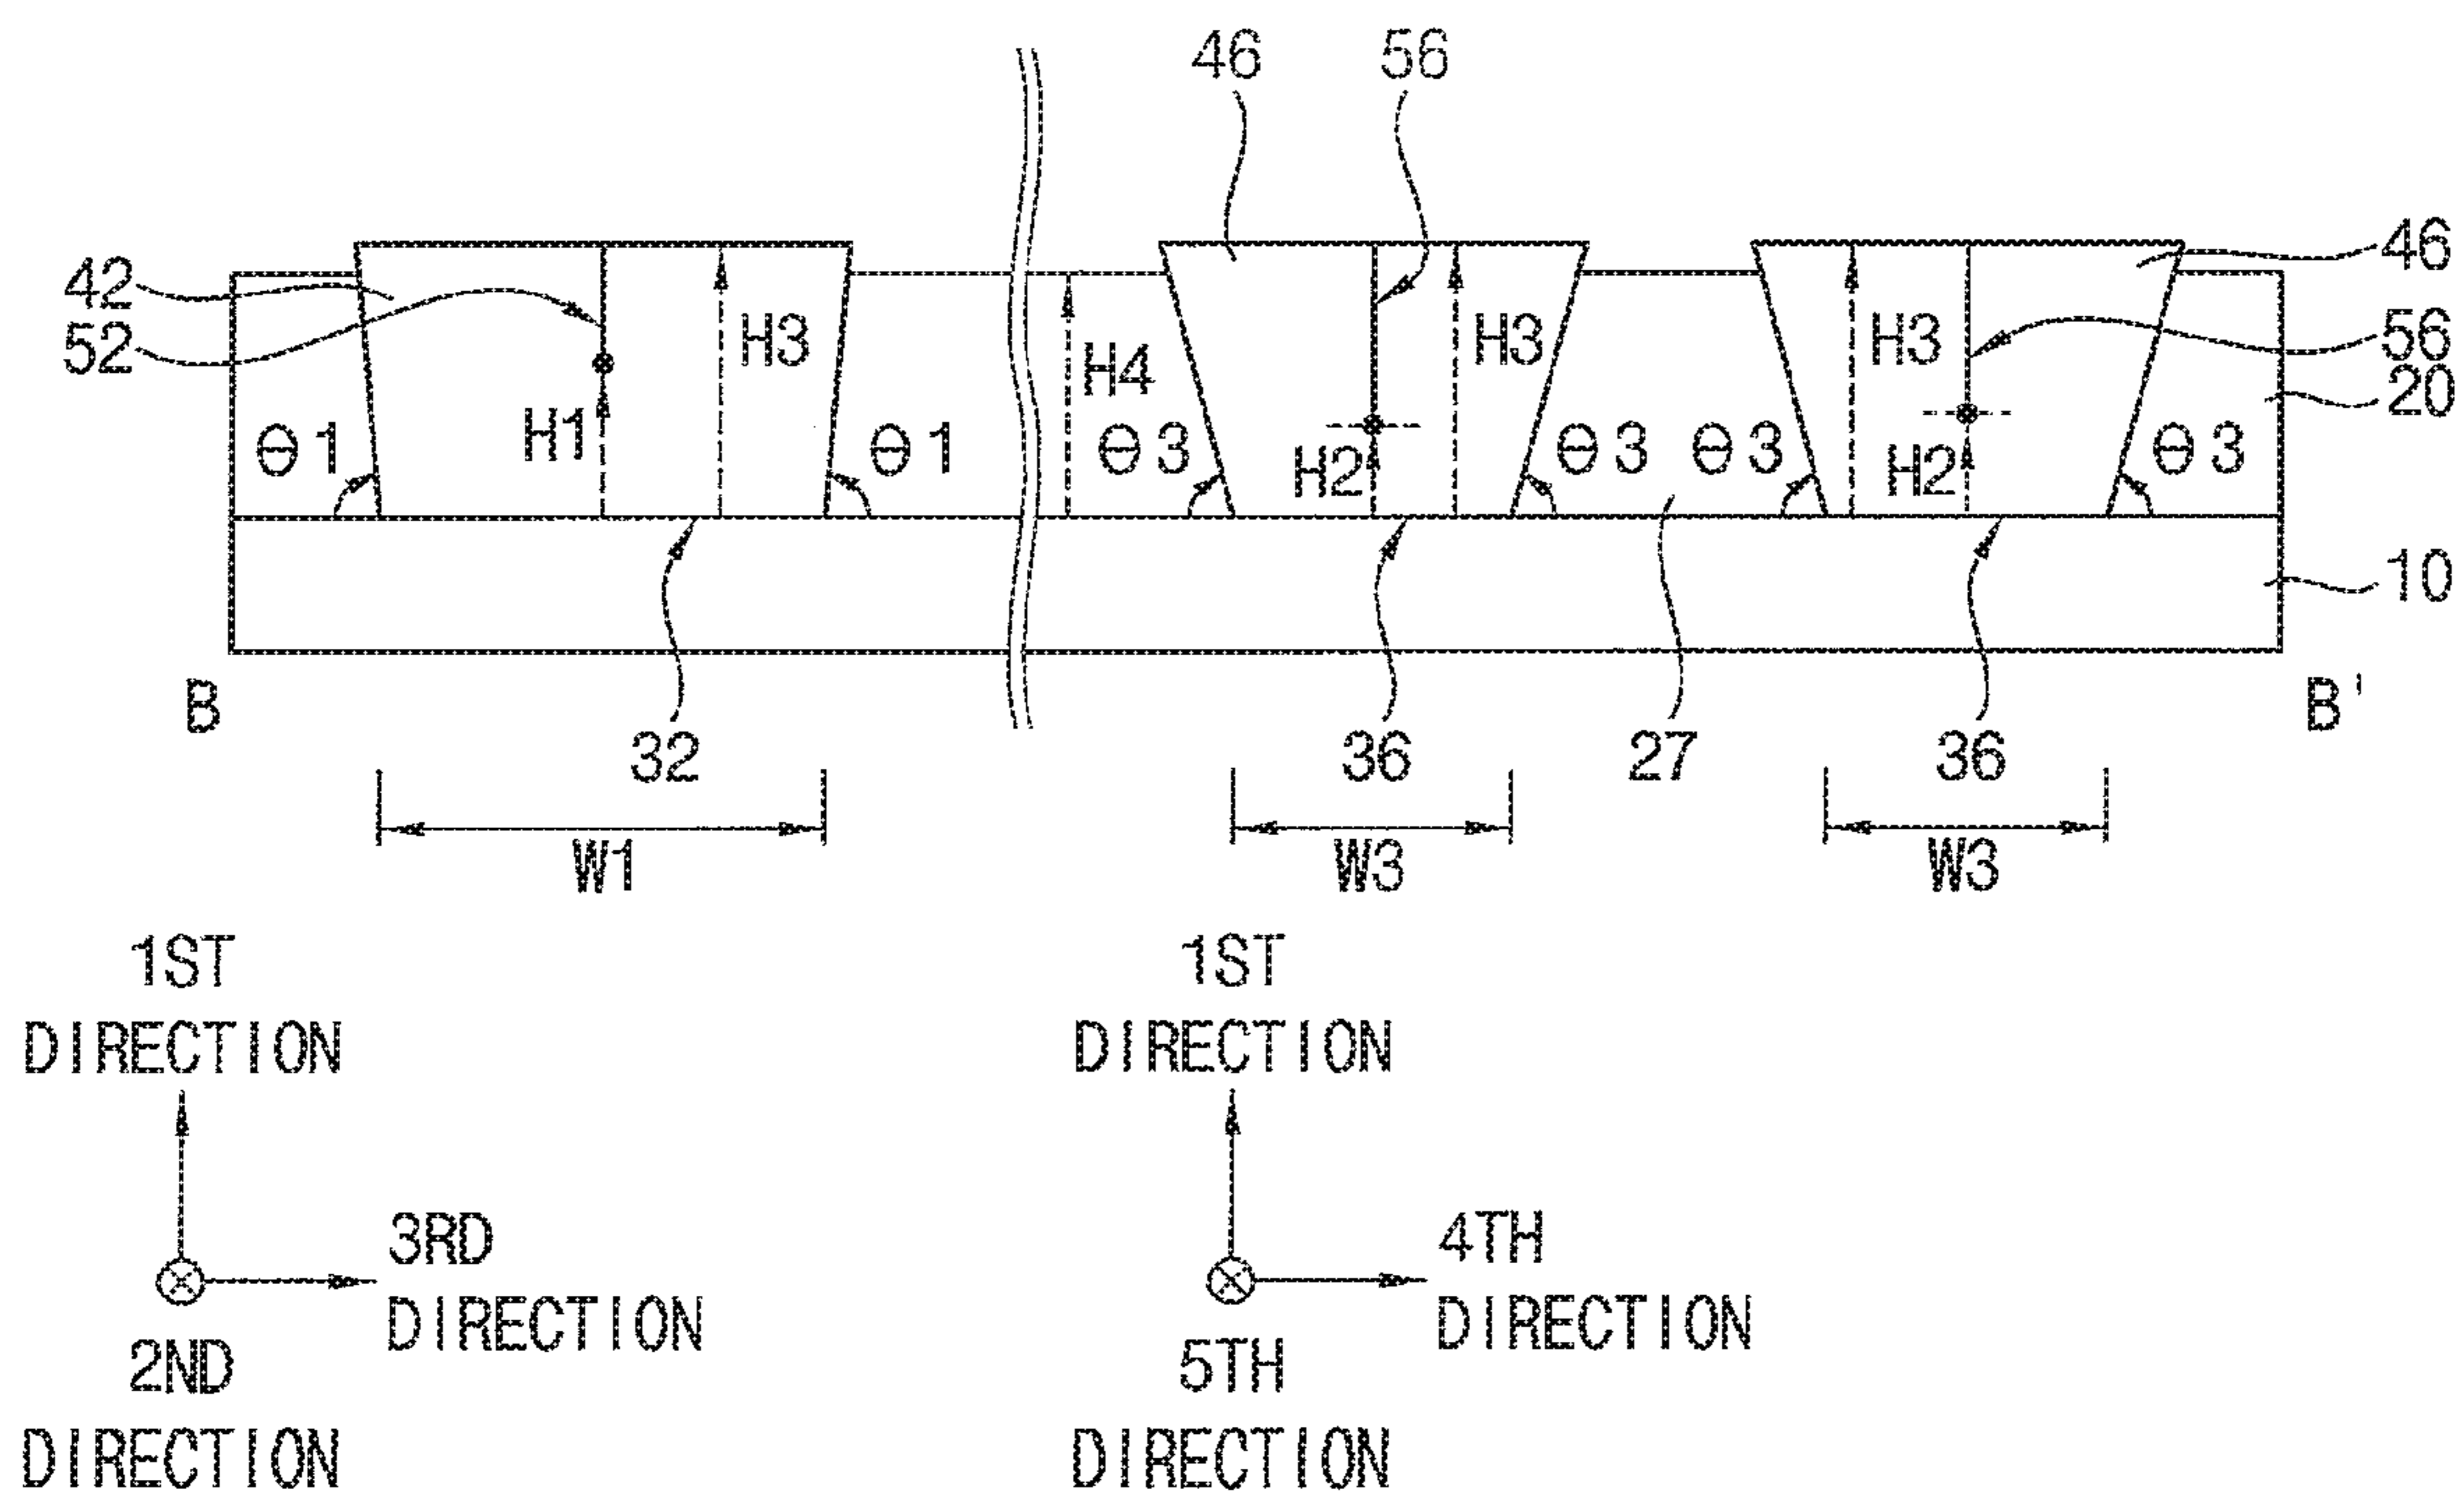 46 56
42
52
H1
H3
H4
H3
H3
46
56
20
Θ1
Θ1
Θ3
H2
Θ3
Θ3
H2
Θ3
10
B
B'
32
36
27
36
W1
W3
W3
1ST
DIRECTION
3RD
DIRECTION
2ND
DIRECTION
1ST
DIRECTION
4TH
DIRECTION
5TH
DIRECTION